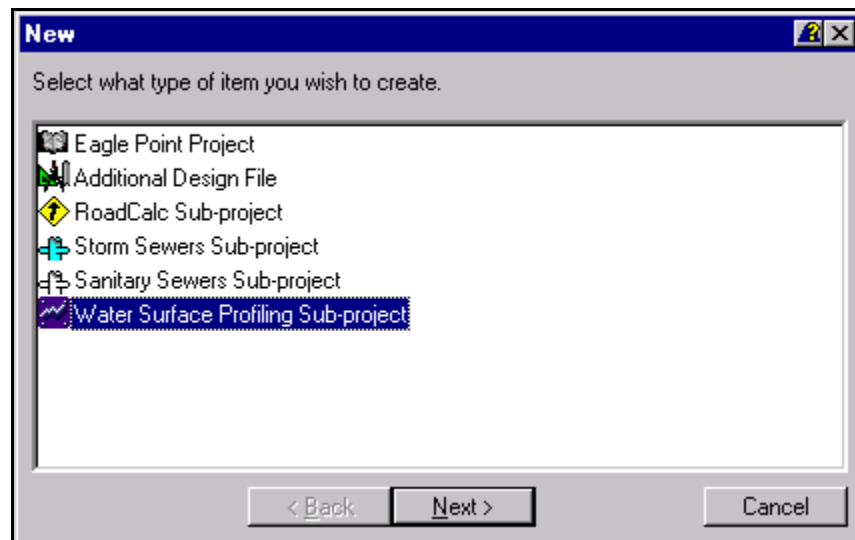 New
Select what type of item you wish to create.
Eagle Point Project
Additional Design File
RoadCalc Sub-project
Storm Sewers Sub-project
Sanitary Sewers Sub-project
Water Surface Profiling Sub-project
< Back Next > Cancel